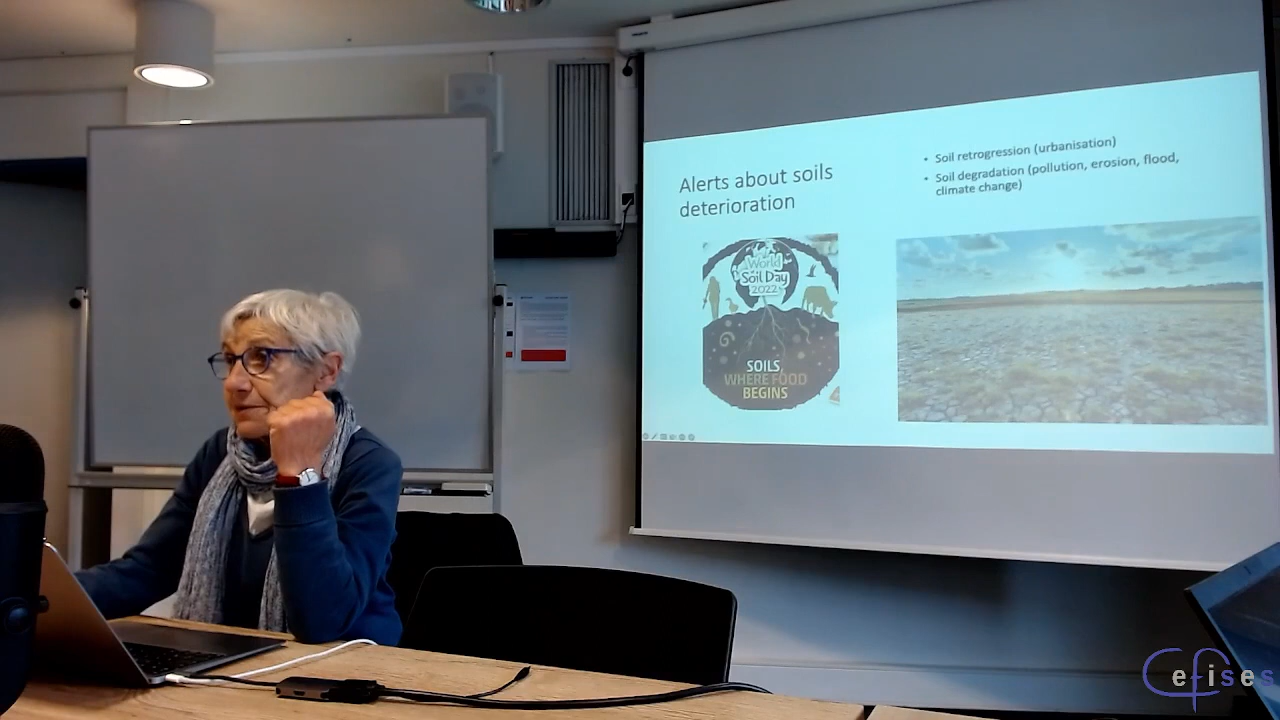 Alerts about soils
deterioration
• Soil retrogression (urbanisation)
• Soil degradation (pollution, erosion, flood,
climate change)
World
Soil Day
2022
SOILS,
WHERE FOOD
BEGINS
efises